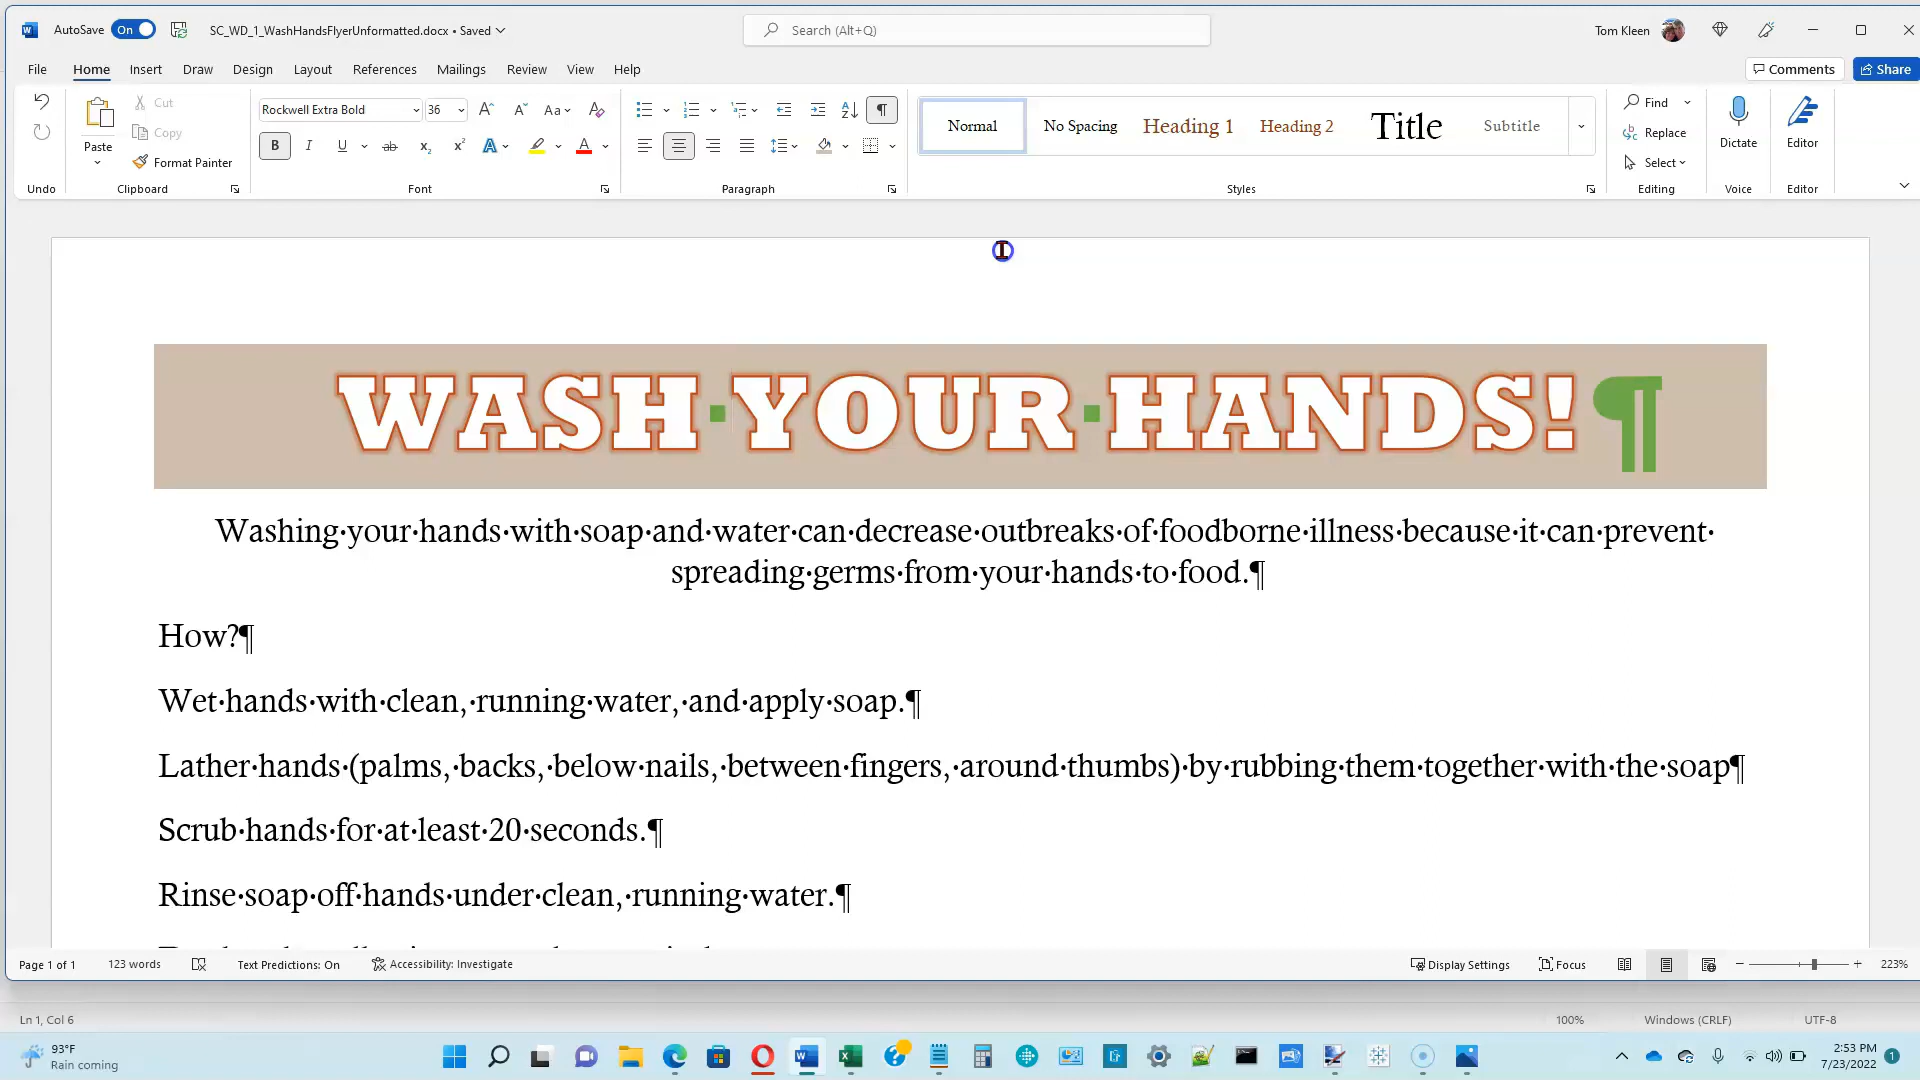 AutoSave On SC_WD_1_WashHandsFlyerUnformatted.docx • Saved Search (Alt+Q) Tom Kleen
File Home Insert Draw Design Layout References Mailings Review View Help Comments Share
Rockwell Extra Bold 36
Paste Cut Copy Format Painter
B I U ab x₂ x² A A Aa
Normal No Spacing Heading 1 Heading 2 Title Subtitle
Find Replace Select Dictate Editor
Undo Clipboard Font Paragraph Styles Editing Voice Editor
WASH·YOUR·HANDS!¶
Washing·your·hands·with·soap·and·water·can·decrease·outbreaks·of·foodborne·illness·because·it·can·prevent·
spreading·germs·from·your·hands·to·food.¶
How?¶
Wet·hands·with·clean,·running·water,·and·apply·soap.¶
Lather·hands·(palms,·backs,·below·nails,·between·fingers,·around·thumbs)·by·rubbing·them·together·with·the·soap¶
Scrub·hands·for·at·least·20·seconds.¶
Rinse·soap·off·hands·under·clean,·running·water.¶
Page 1 of 1 123 words Text Predictions: On Accessibility: Investigate Display Settings Focus 223%
Ln 1, Col 6 100% Windows (CRLF) UTF-8
93°F 2:53 PM
Rain coming 7/23/2022 1